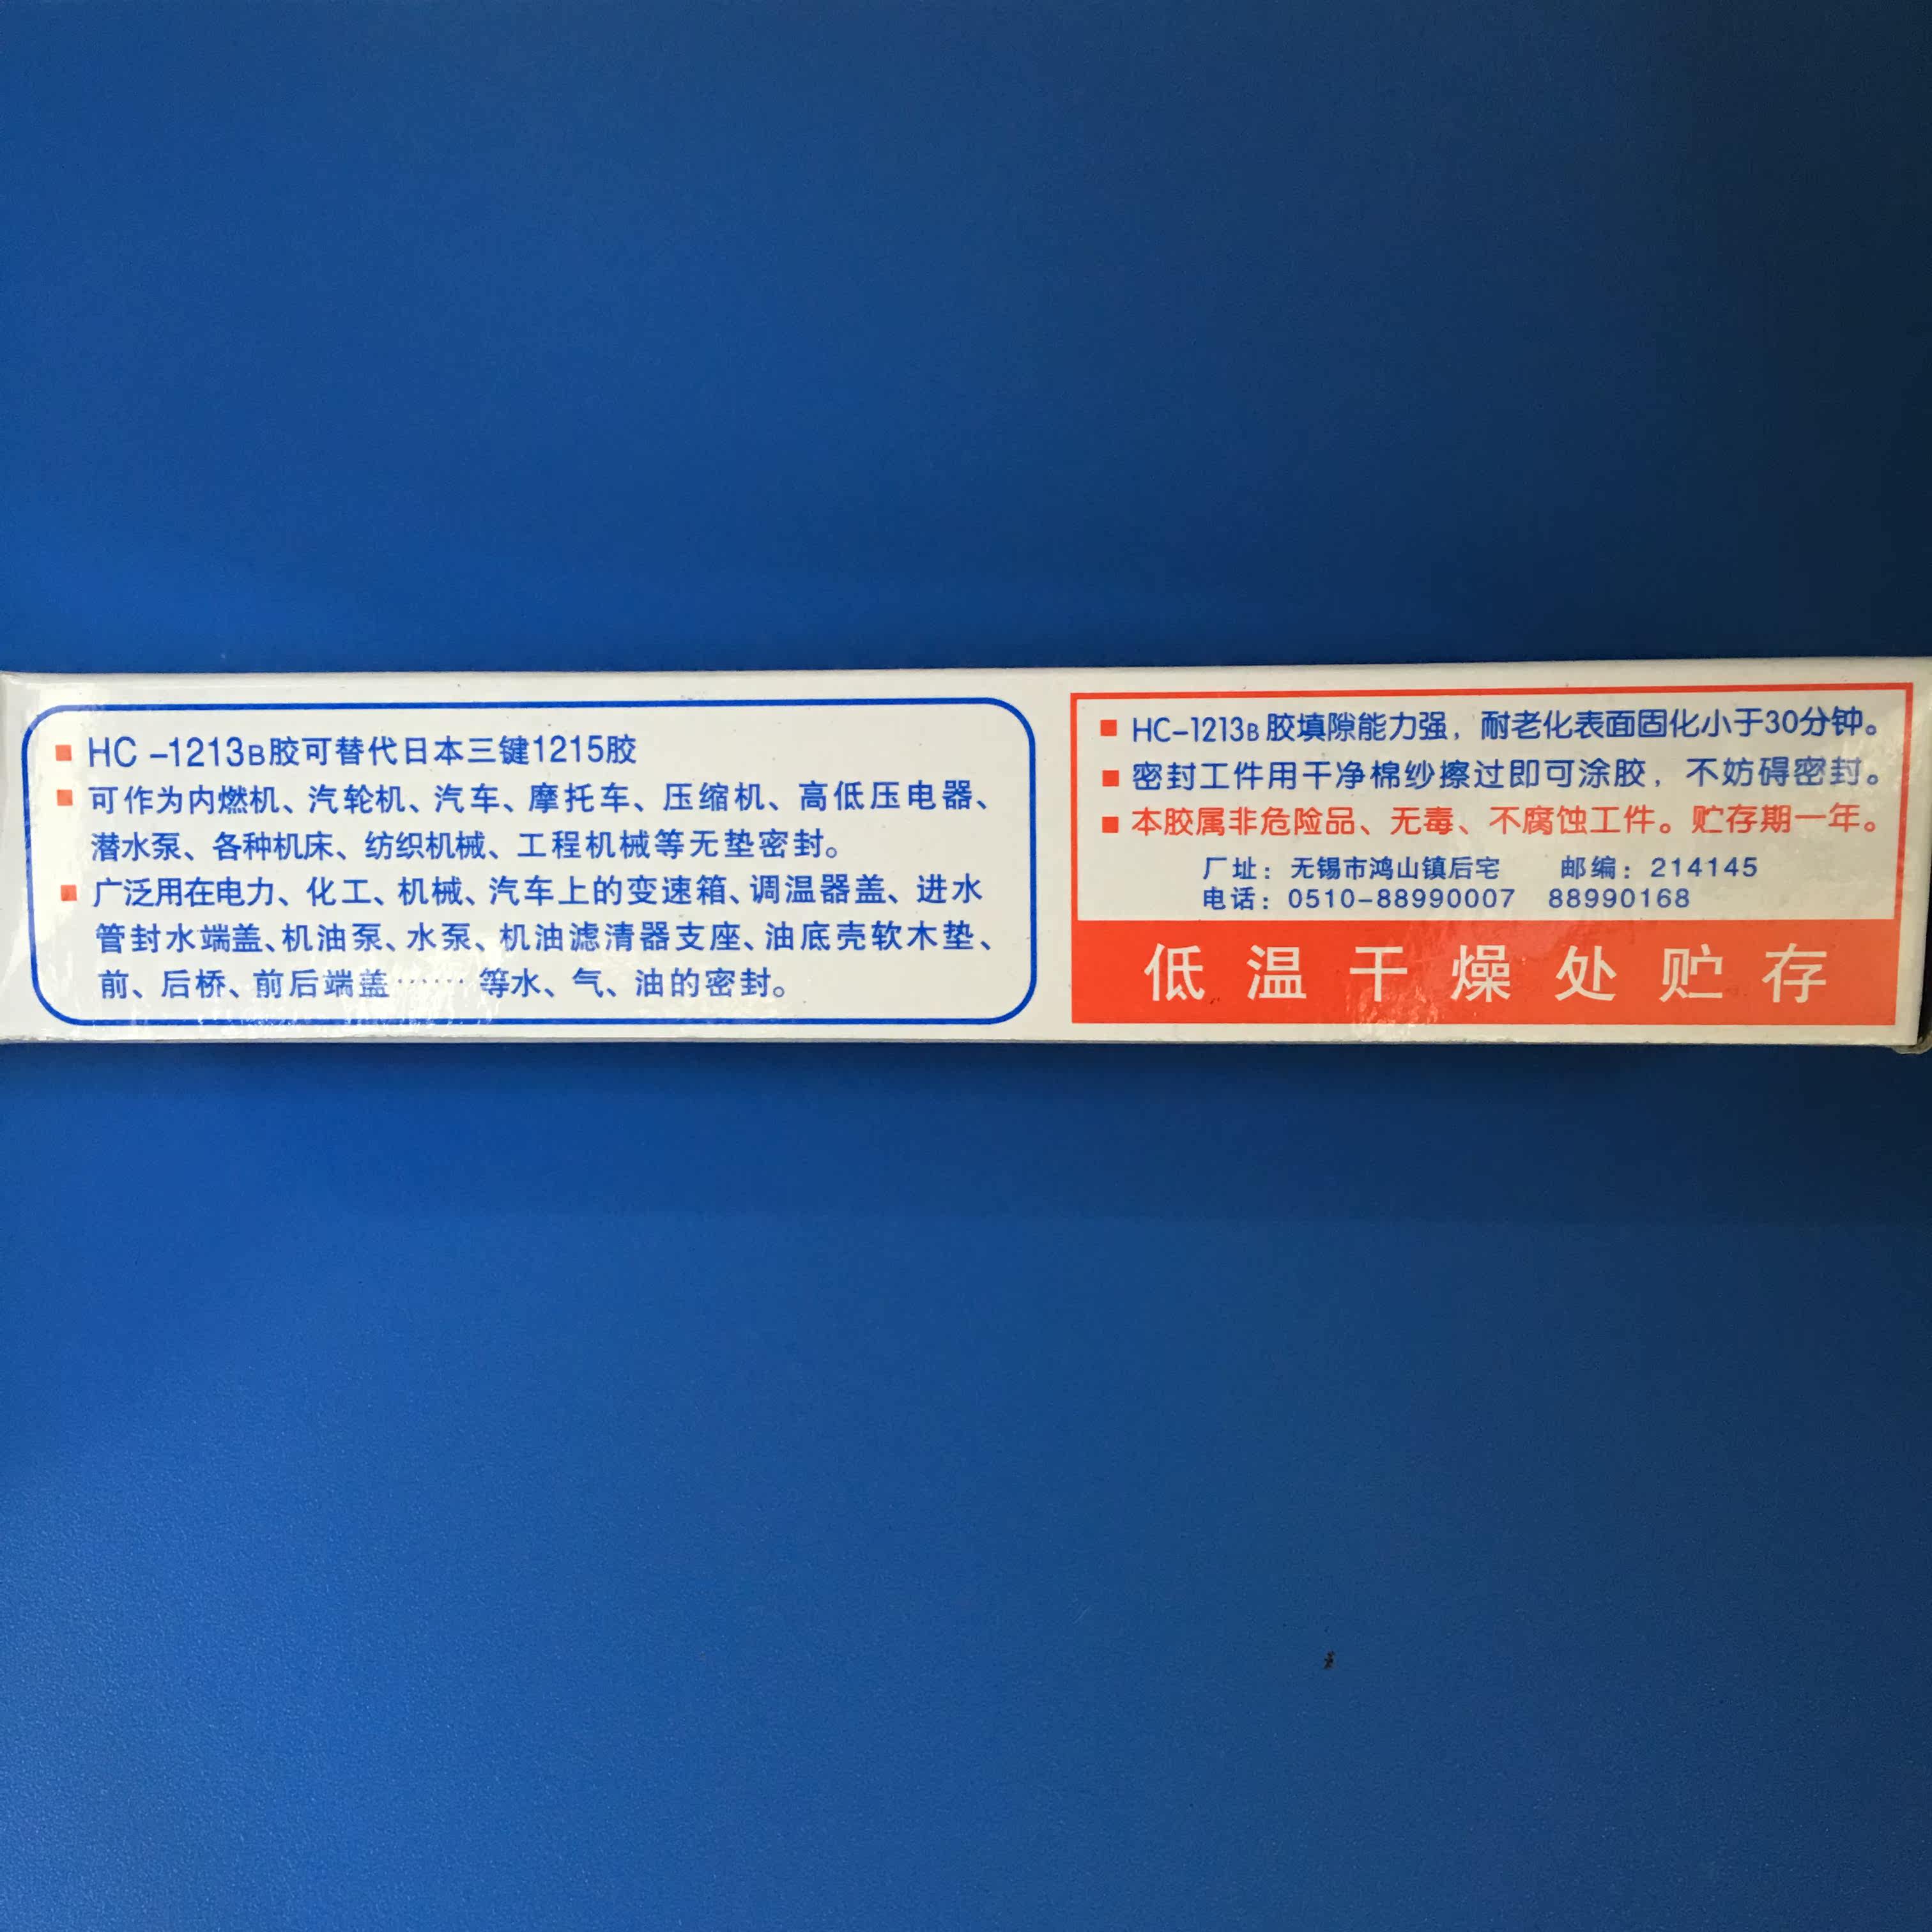 HC -1213B胶可替代日本三键1215胶
可作为内燃机、汽轮机、汽车、摩托车、压缩机、高低压电器、
潜水泵、各种机床、纺织机械、工程机械等无垫密封。
广泛用在电力、化工、机械、汽车上的变速箱、调温器盖、进水
管封水端盖、机油泵、水泵、机油滤清器支座、油底壳软木垫、
前、后桥、前后端盖……等水、气、油的密封。
HC-1213B胶填隙能力强，耐老化表面固化小于30分钟。
密封工件用干净棉纱擦过即可涂胶，不妨碍密封。
本胶属非危险品、无毒、不腐蚀工件。贮存期一年。
厂址：无锡市鸿山镇后宅 邮编：214145
电话：0510-88990007 88990168
低温干燥处贮存